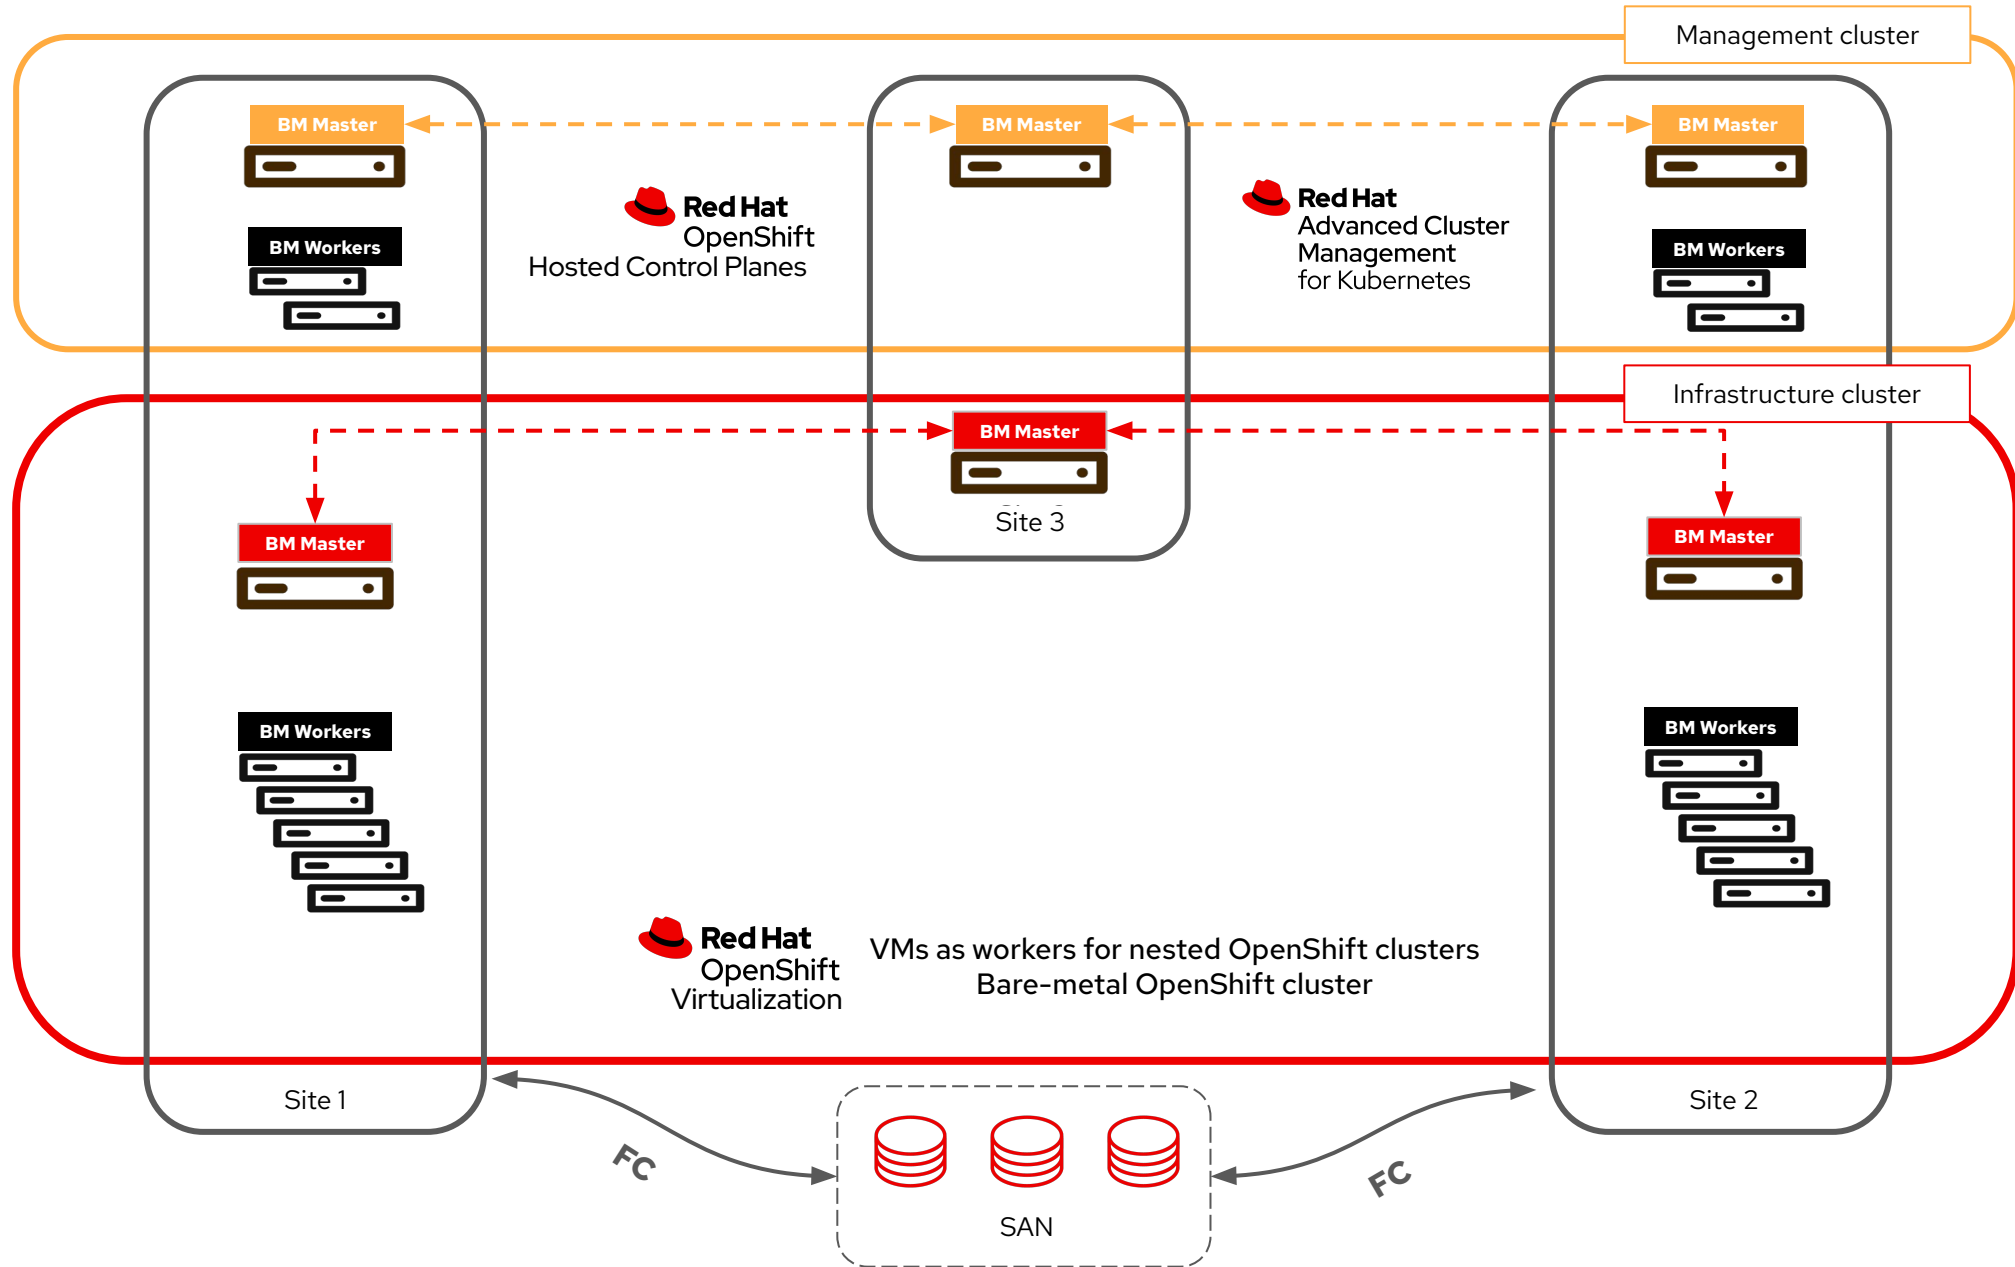 Management cluster
BM Master
BM Master
BM Master
Red Hat
OpenShift
Hosted Control Planes
Red Hat
Advanced Cluster
Management
for Kubernetes
BM Workers
BM Workers
Infrastructure cluster
BM Master
Site 3
BM Master
BM Master
BM Workers
BM Workers
Red Hat
OpenShift
Virtualization
VMs as workers for nested OpenShift clusters
Bare-metal OpenShift cluster
Site 1
Site 2
FC
FC
SAN